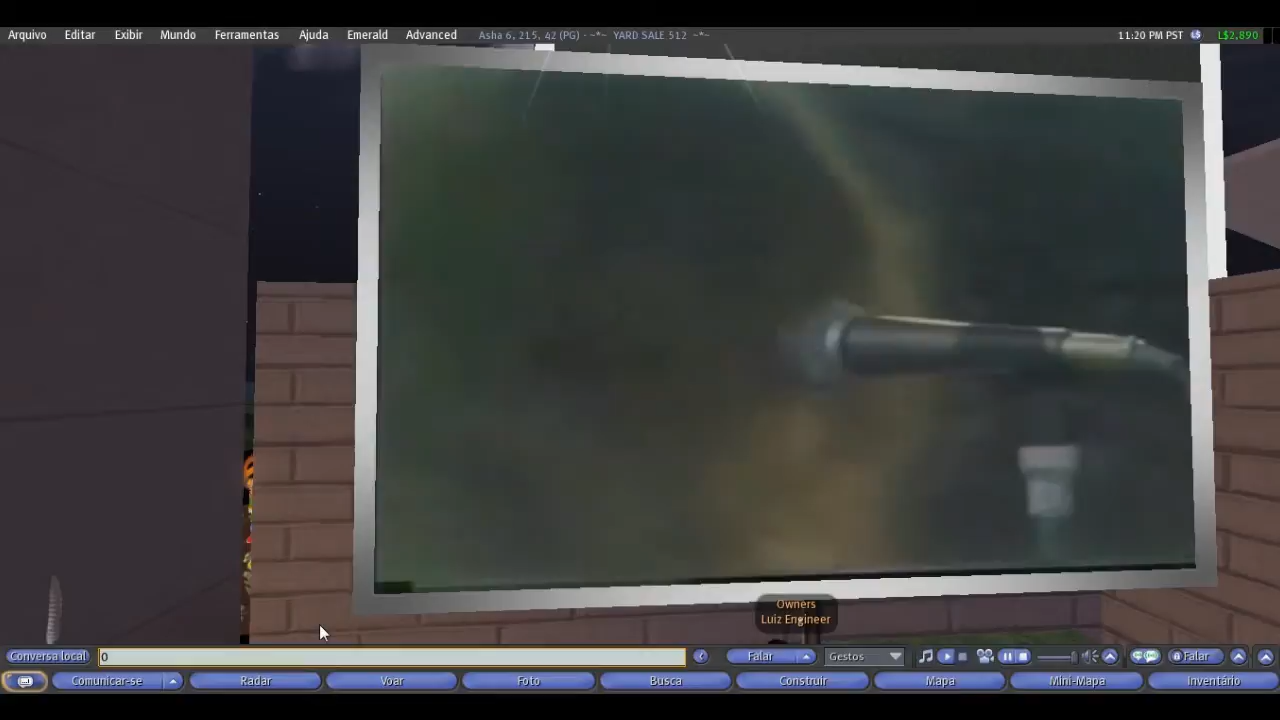 Arquivo Editar Exibir Mundo Ferramentas Ajuda Emerald Advanced Asha 6, 215, 42 (PG) - ~*~ YARD SALE 512 ~*~ 11:20 PM PST L$ L$2,890
Owners
Luiz Engineer
Conversa local 0 Falar Gestos Falar
Comunicar-se Radar Voar Foto Busca Construir Mapa Mini-Mapa Inventário